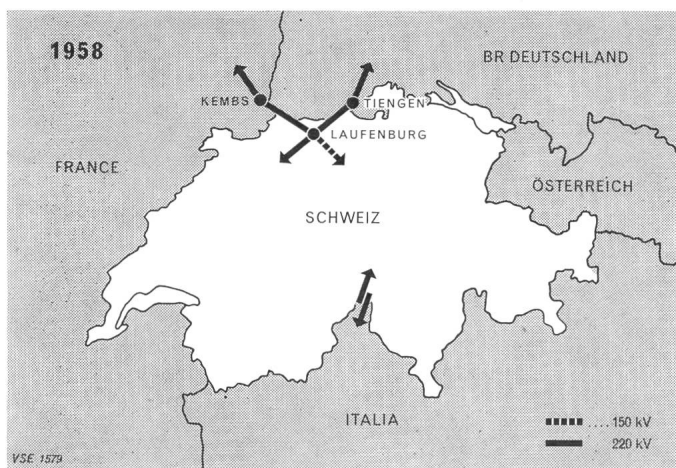 1958
BR DEUTSCHLAND
KEMBS
TIENGEN
LAUFENBURG
FRANCE
ÖSTERREICH
SCHWEIZ
ITALIA
.... 150 kV
220 kV
VSE 1579